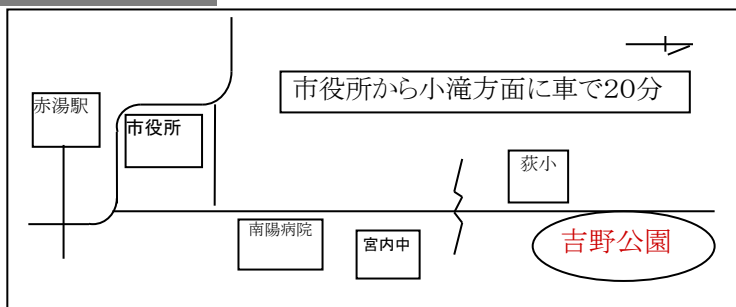 市役所から小滝方面に車で20分
赤湯駅
市役所
荻小
南陽病院
宮内中
吉野公園